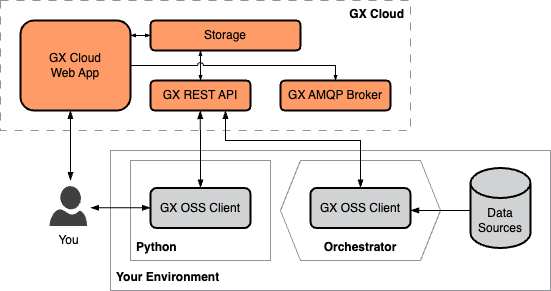 GX Cloud
Storage
GX Cloud
Web App
GX REST API
GX AMQP Broker
GX OSS Client
GX OSS Client
Data
Sources
You
Python
Orchestrator
Your Environment